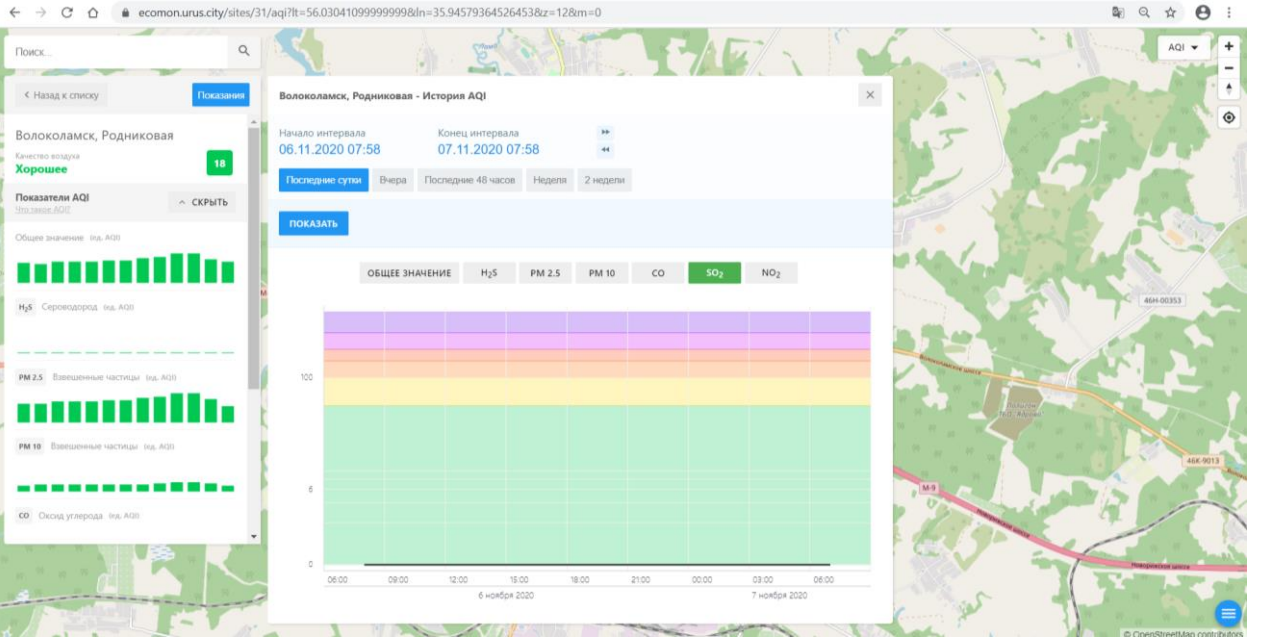 ecomon.urus.city/sites/31/aqi?lt=56.03041099999999&ln=35.94579364526453&z=12&m=0
Поиск...
AQI
Назад к списку
Показания
Волоколамск, Родниковая - История AQI
Волоколамск, Родниковая
Качество воздуха
Хорошее
18
Начало интервала
Конец интервала
06.11.2020 07:58
07.11.2020 07:58
Последние сутки
Вчера
Последние 48 часов
Неделя
2 недели
Показатели AQI
Что такое AQI?
СКРЫТЬ
ПОКАЗАТЬ
Общее значение (ед. AQI)
H₂S Сероводород (ед. AQI)
PM 2.5 Взвешенные частицы (ед. AQI)
PM 10 Взвешенные частицы (ед. AQI)
CO Оксид углерода (ед. AQI)
ОБЩЕЕ ЗНАЧЕНИЕ
H₂S
PM 2.5
PM 10
CO
SO₂
NO₂
100
6
0
06:00
09:00
12:00
15:00
18:00
21:00
00:00
03:00
06:00
6 ноября 2020
7 ноября 2020
46Н-00353
Волоколамское шоссе
Полигон
"Ядрово"
46К-9013
М-9
Новорижское шоссе
Новорижское шоссе
© OpenStreetMap contributors